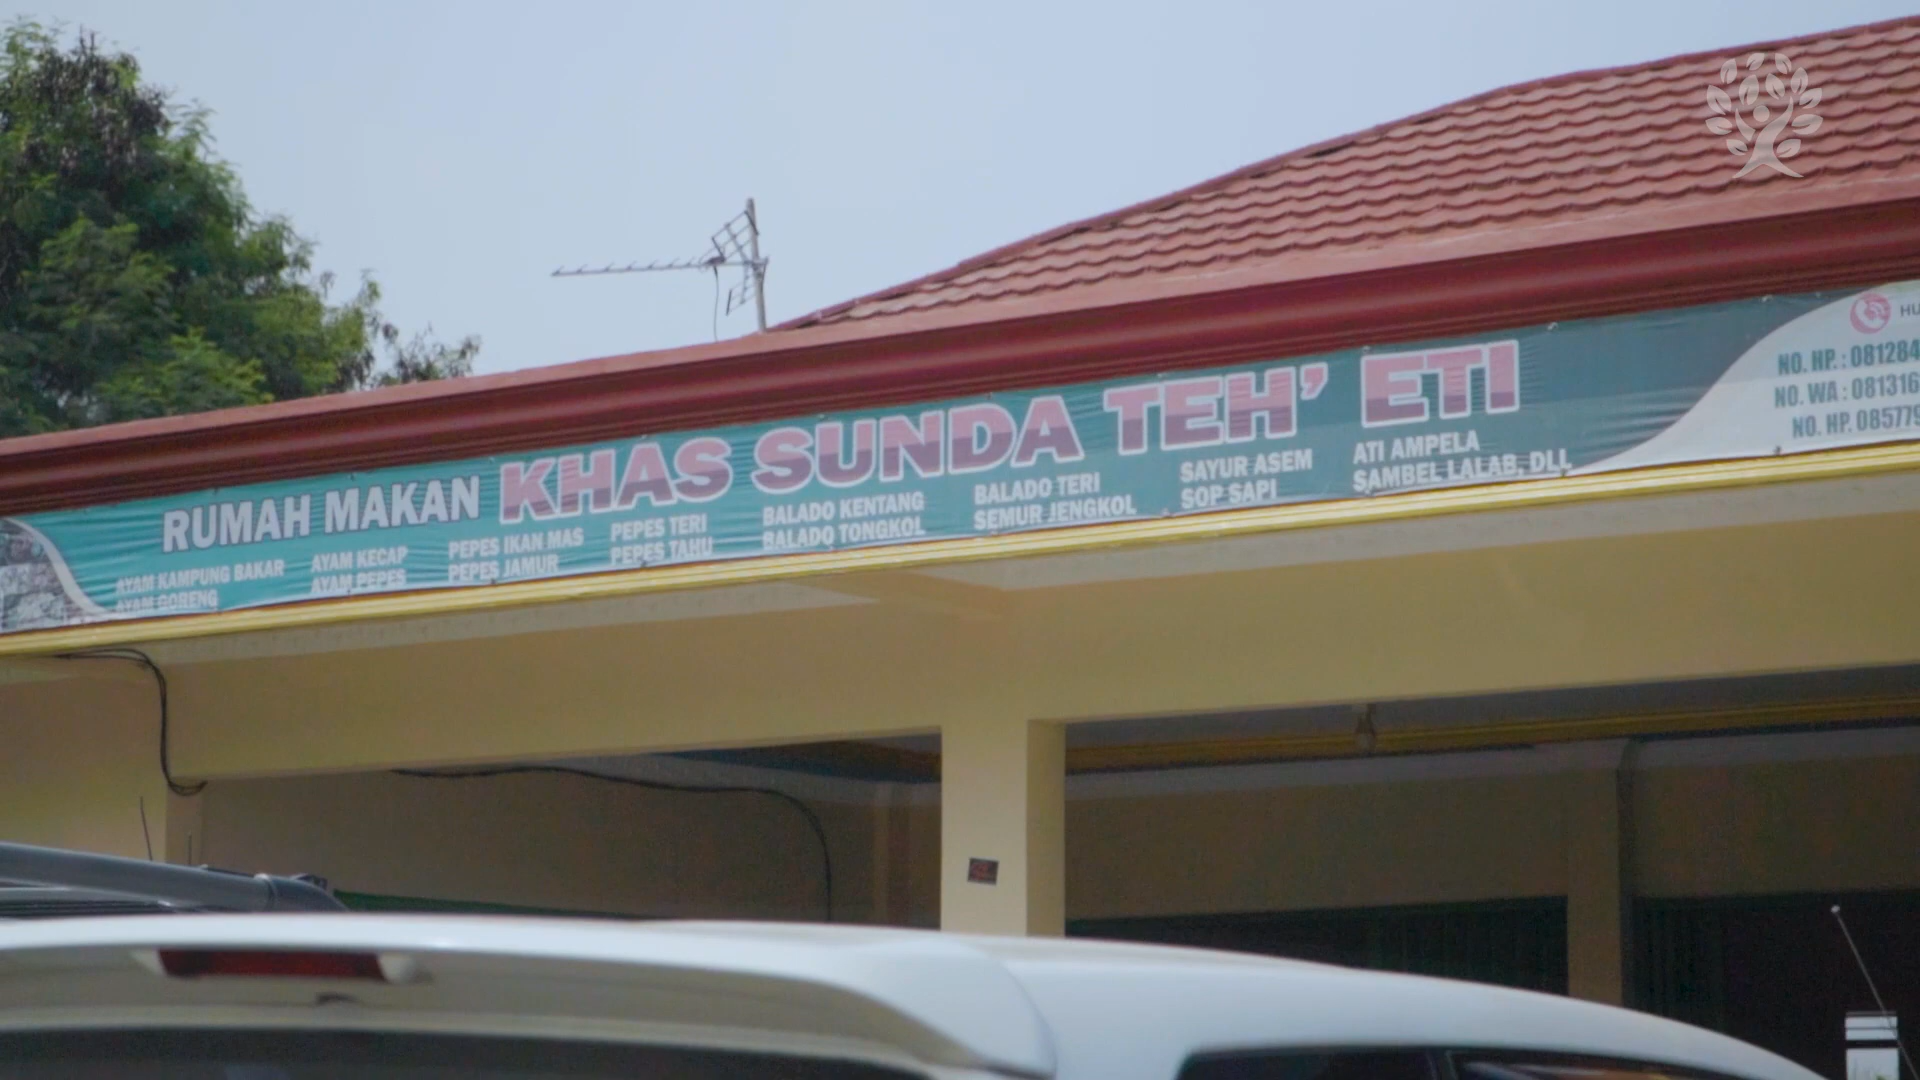 RUMAH MAKAN KHAS SUNDA TEH' ETI
AYAM KAMPUNG BAKAR
AYAM GORENG
AYAM KECAP
AYAM PEPES
PEPES IKAN MAS
PEPES JAMUR
PEPES TERI
PEPES TAHU
BALADO KENTANG
BALADO TONGKOL
BALADO TERI
SEMUR JENGKOL
SAYUR ASEM
SOP SAPI
ATI AMPELA
SAMBEL LALAB, DLL
HU
NO. HP. : 081284
NO. WA : 081316
NO. HP. 085779